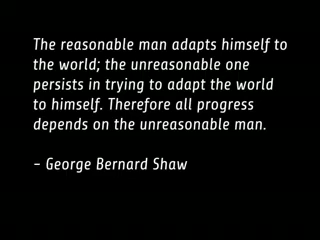 The reasonable man adapts himself to
the world; the unreasonable one
persists in trying to adapt the world
to himself. Therefore all progress
depends on the unreasonable man.
– George Bernard Shaw